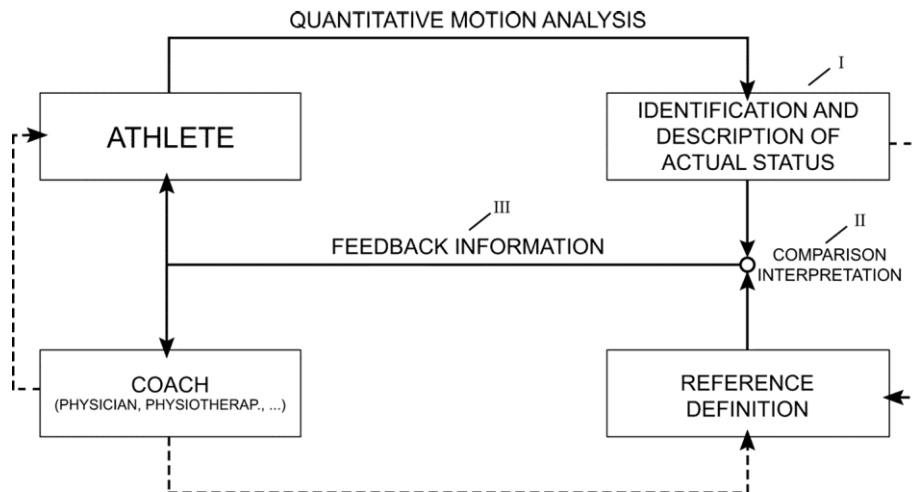 QUANTITATIVE MOTION ANALYSIS
I
ATHLETE
IDENTIFICATION AND
DESCRIPTION OF
ACTUAL STATUS
III
FEEDBACK INFORMATION
II
COMPARISON
INTERPRETATION
COACH
(PHYSICIAN, PHYSIOTHERAP., ...)
REFERENCE
DEFINITION